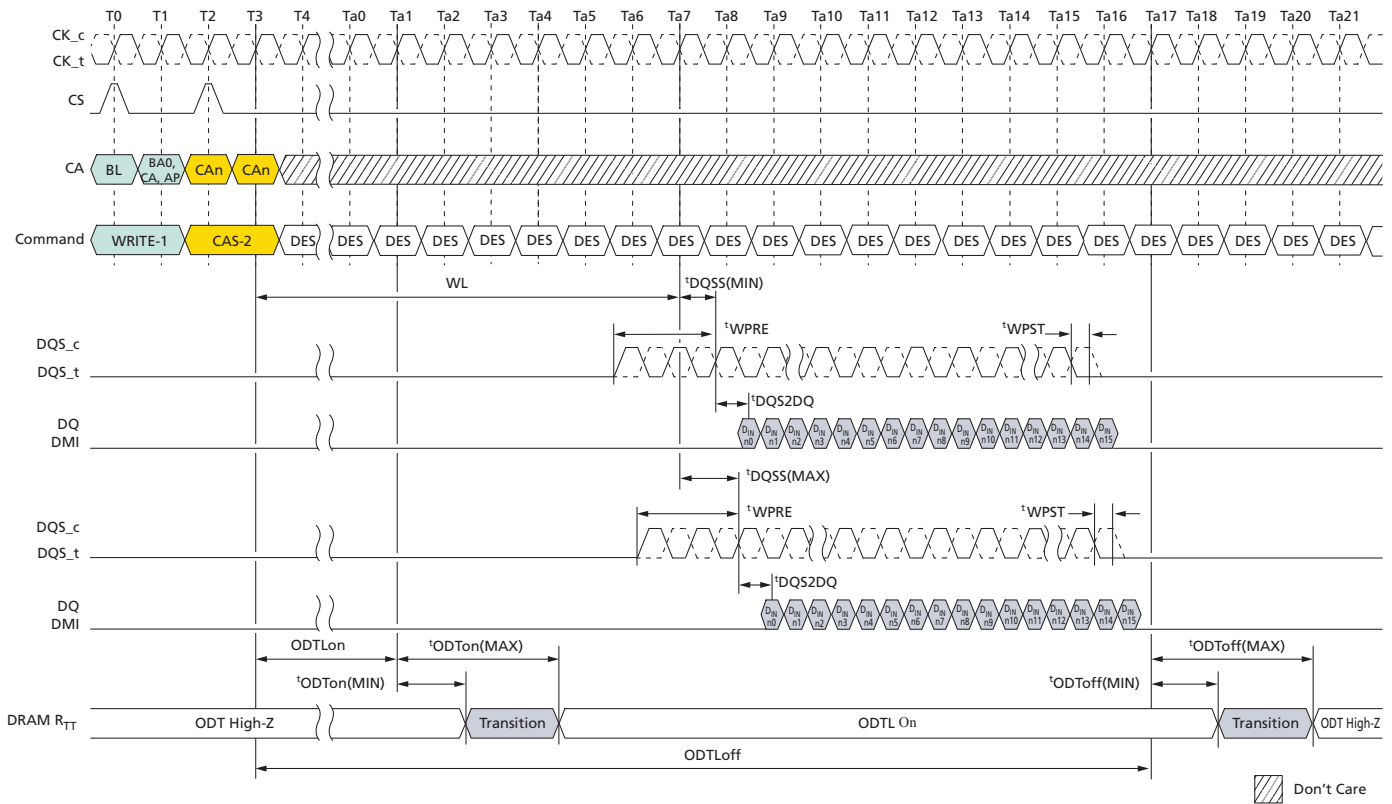 T0 T1 T2 T3 T4 Ta0 Ta1 Ta2 Ta3 Ta4 Ta5 Ta6 Ta7 Ta8 Ta9 Ta10 Ta11 Ta12 Ta13 Ta14 Ta15 Ta16 Ta17 Ta18 Ta19 Ta20 Ta21
CK_c
CK_t
CS
CA BL BA0, CA, AP CAn CAn
Command WRITE-1 CAS-2 DES DES DES DES DES DES DES DES DES DES DES DES DES DES DES DES DES DES DES DES DES DES DES
WL tDQSS(MIN)
tWPRE tWPST
DQS_c
DQS_t
tDQS2DQ
DQ
DMI
DIN n0 DIN n1 DIN n2 DIN n3 DIN n4 DIN n5 DIN n6 DIN n7 DIN n8 DIN n9 DIN n10 DIN n11 DIN n12 DIN n13 DIN n14 DIN n15
tDQSS(MAX)
tWPRE tWPST
DQS_c
DQS_t
tDQS2DQ
DQ
DMI
DIN n0 DIN n1 DIN n2 DIN n3 DIN n4 DIN n5 DIN n6 DIN n7 DIN n8 DIN n9 DIN n10 DIN n11 DIN n12 DIN n13 DIN n14 DIN n15
ODTLon tODTon(MAX) tODToff(MAX)
tODTon(MIN) tODToff(MIN)
DRAM RTT ODT High-Z Transition ODTL On Transition ODT High-Z
ODTLoff
Don't Care